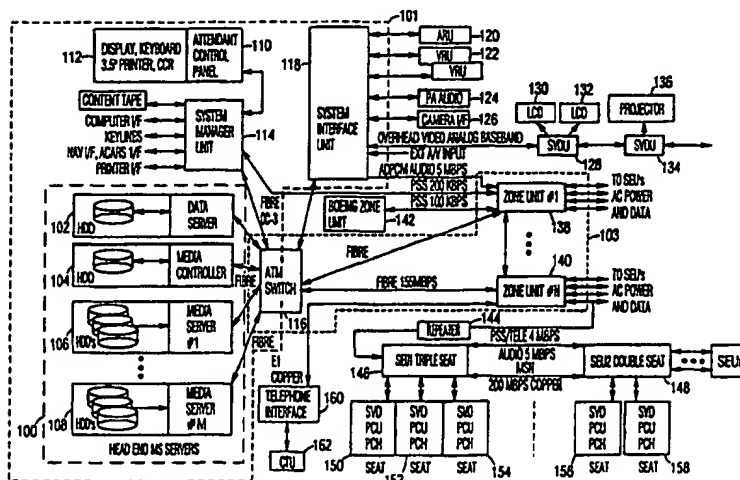 101
112
DISPLAY, KEYBOARD
3.5" PRINTER, CCR
ATTENDANT
CONTROL
PANEL
110
118
SYSTEM
INTERFACE
UNIT
ARU
120
VRU
122
VRU
PA AUDIO
124
CAMERA I/F
126
130
LCD
132
LCD
136
PROJECTOR
CONTENT TAPE
COMPUTER I/F
KEYLINES
NAV I/F, ACARS I/F
PRINTER I/F
SYSTEM
MANAGER
UNIT
114
OVERHEAD VIDEO ANALOG BASEBAND
EXT A/V INPUT
SVDU
128
SVDU
134
ADPCM AUDIO 5 MBPS
PSS 200 KBPS
PSS 100 KBPS
FIBRE
OC-3
BOEING ZONE
UNIT
142
ZONE UNIT #1
138
TO SEU's
AC POWER
AND DATA
103
102
HDD
DATA
SERVER
104
HDD
MEDIA
CONTROLLER
FIBRE
ATM
SWITCH
116
FIBRE
FIBRE 155MBPS
140
ZONE UNIT #N
TO SEU's
AC POWER
AND DATA
106
HDD's
MEDIA
SERVER
#1
FIBRE
REPEATER
144
PSS/TELE 4 MBPS
146
SEU1 TRIPLE SEAT
AUDIO 5 MBPS
MSN
200 MBPS COPPER
SEU2 DOUBLE SEAT
148
SEU's
100
108
HDD's
MEDIA
SERVER
#M
HEAD END MS SERVERS
E1
COPPER
160
TELEPHONE
INTERFACE
CTU
162
SVD
PCU
PCH
SVD
PCU
PCH
SVD
PCU
PCH
SVD
PCU
PCH
SVD
PCU
PCH
150
SEAT
152
SEAT
SEAT
154
156
SEAT
SEAT
158